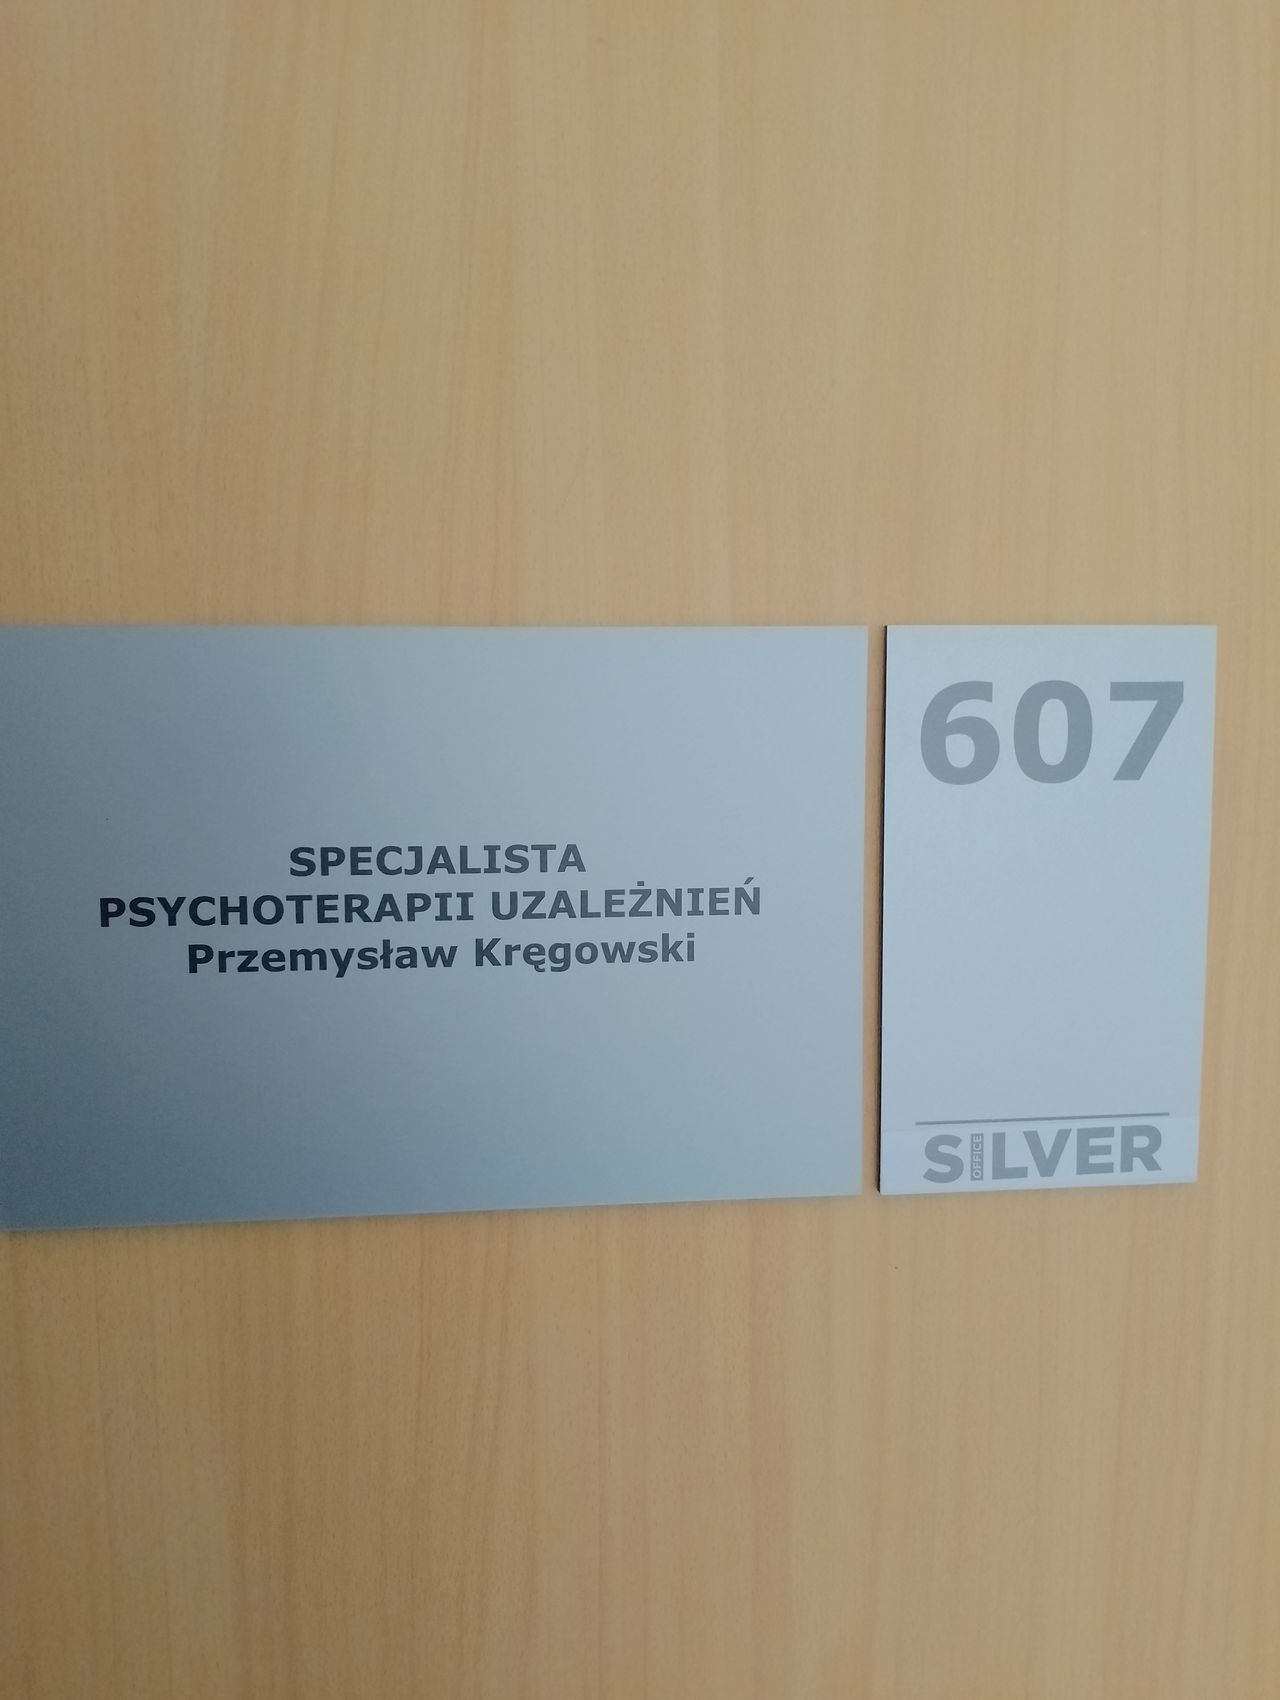 SPECJALISTA
PSYCHOTERAPII UZALEŻNIEŃ
Przemysław Kręgowski
607
SILVER
OFFICE